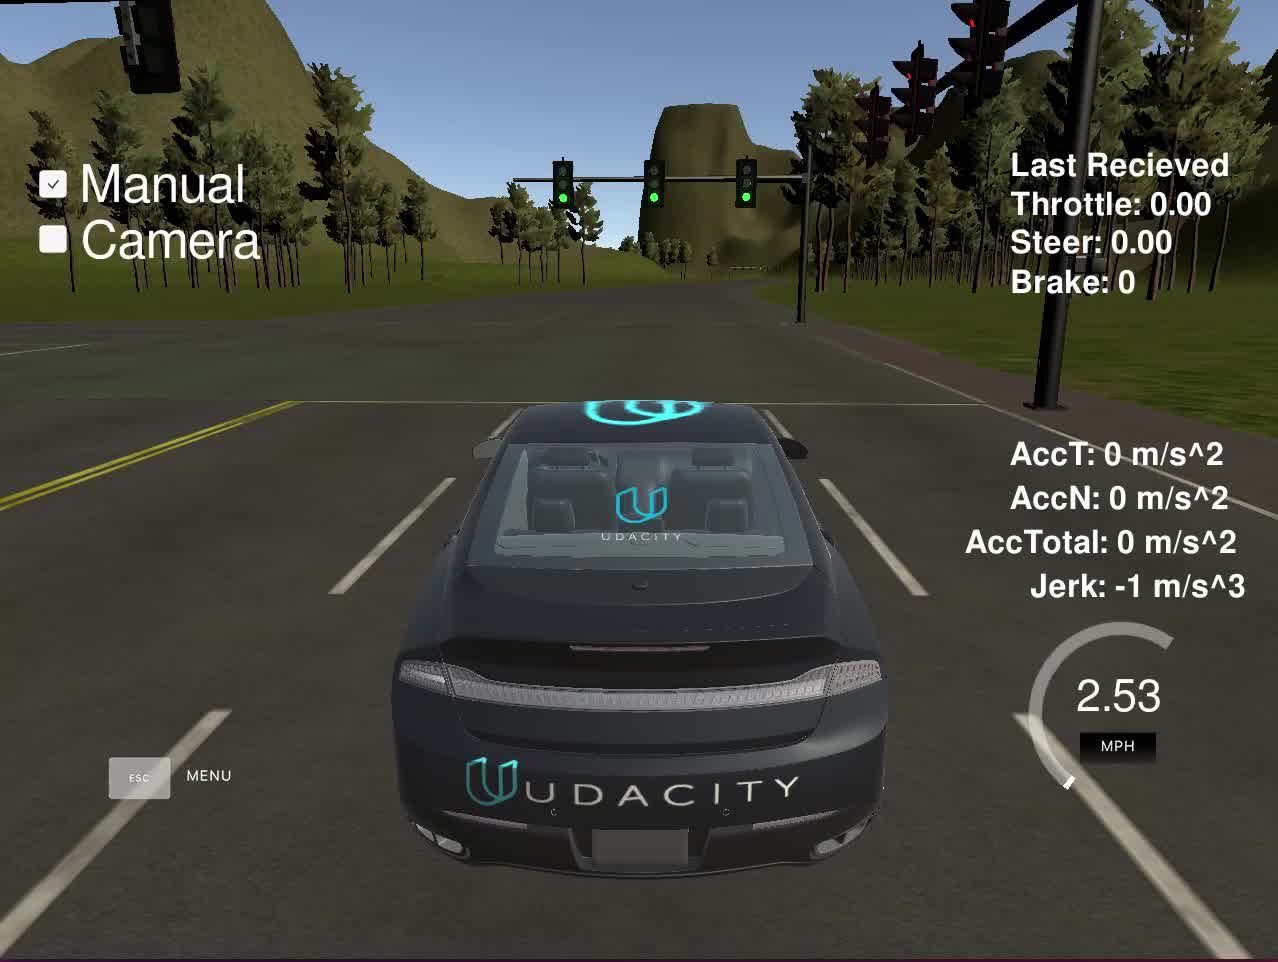 Manual
Camera
Last Recieved
Throttle: 0.00
Steer: 0.00
Brake: 0
AccT: 0 m/s^2
AccN: 0 m/s^2
AccTotal: 0 m/s^2
Jerk: -1 m/s^3
UDACITY
2.53
MPH
ESC
MENU
UDACITY